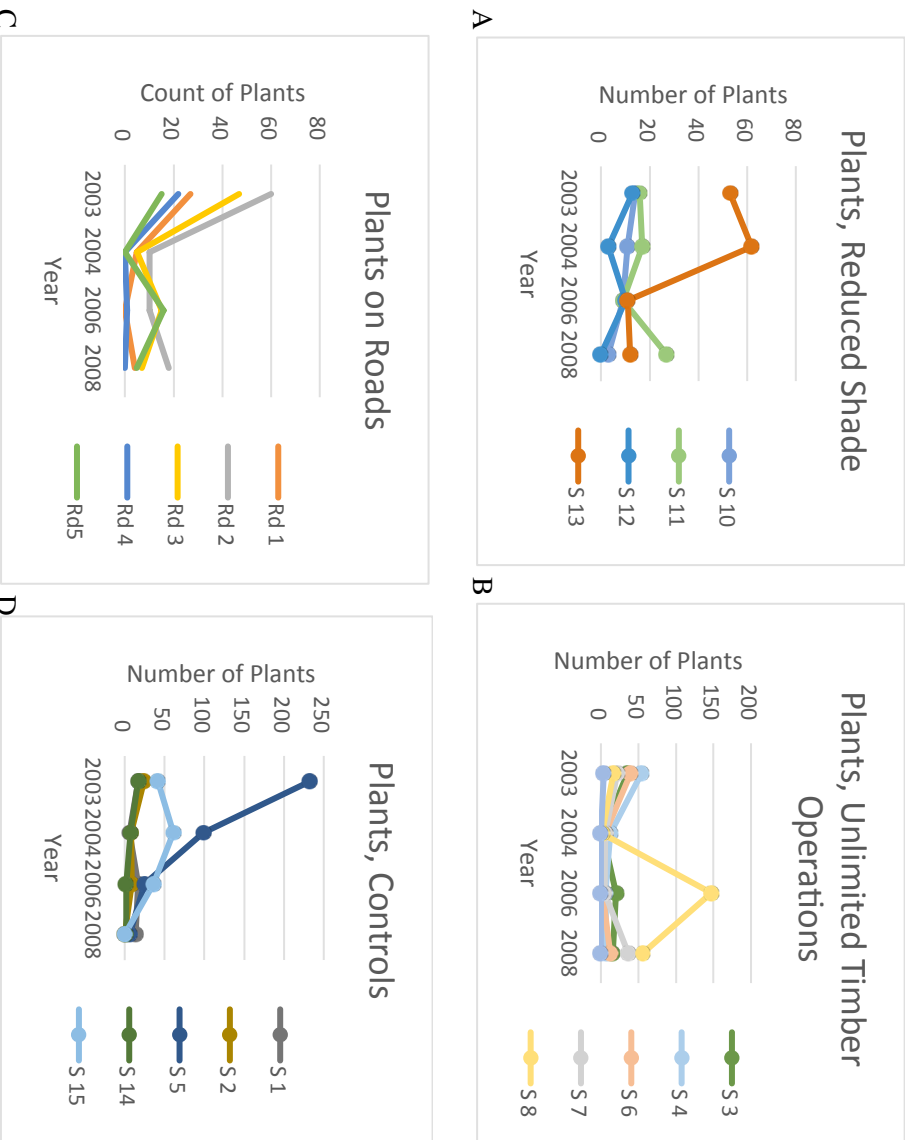 A
Plants, Reduced Shade
Number of Plants
80
60
40
20
0
2003 2004 2006 2008
S 10
S 11
S 12
S 13
B
Plants, Unlimited Timber
Operations
Number of Plants
200
150
100
50
0
2003 2004 2006 2008
Year
S 3
S 4
S 6
S 7
S 8
C
Plants on Roads
Count of Plants
80
60
40
20
0
2003 2004 2006 2008
Year
Rd 1
Rd 2
Rd 3
Rd 4
Rd5
D
Plants, Controls
Number of Plants
250
200
150
100
50
0
2003 2004 2006 2008
Year
S 1
S 2
S 5
S 14
S 15